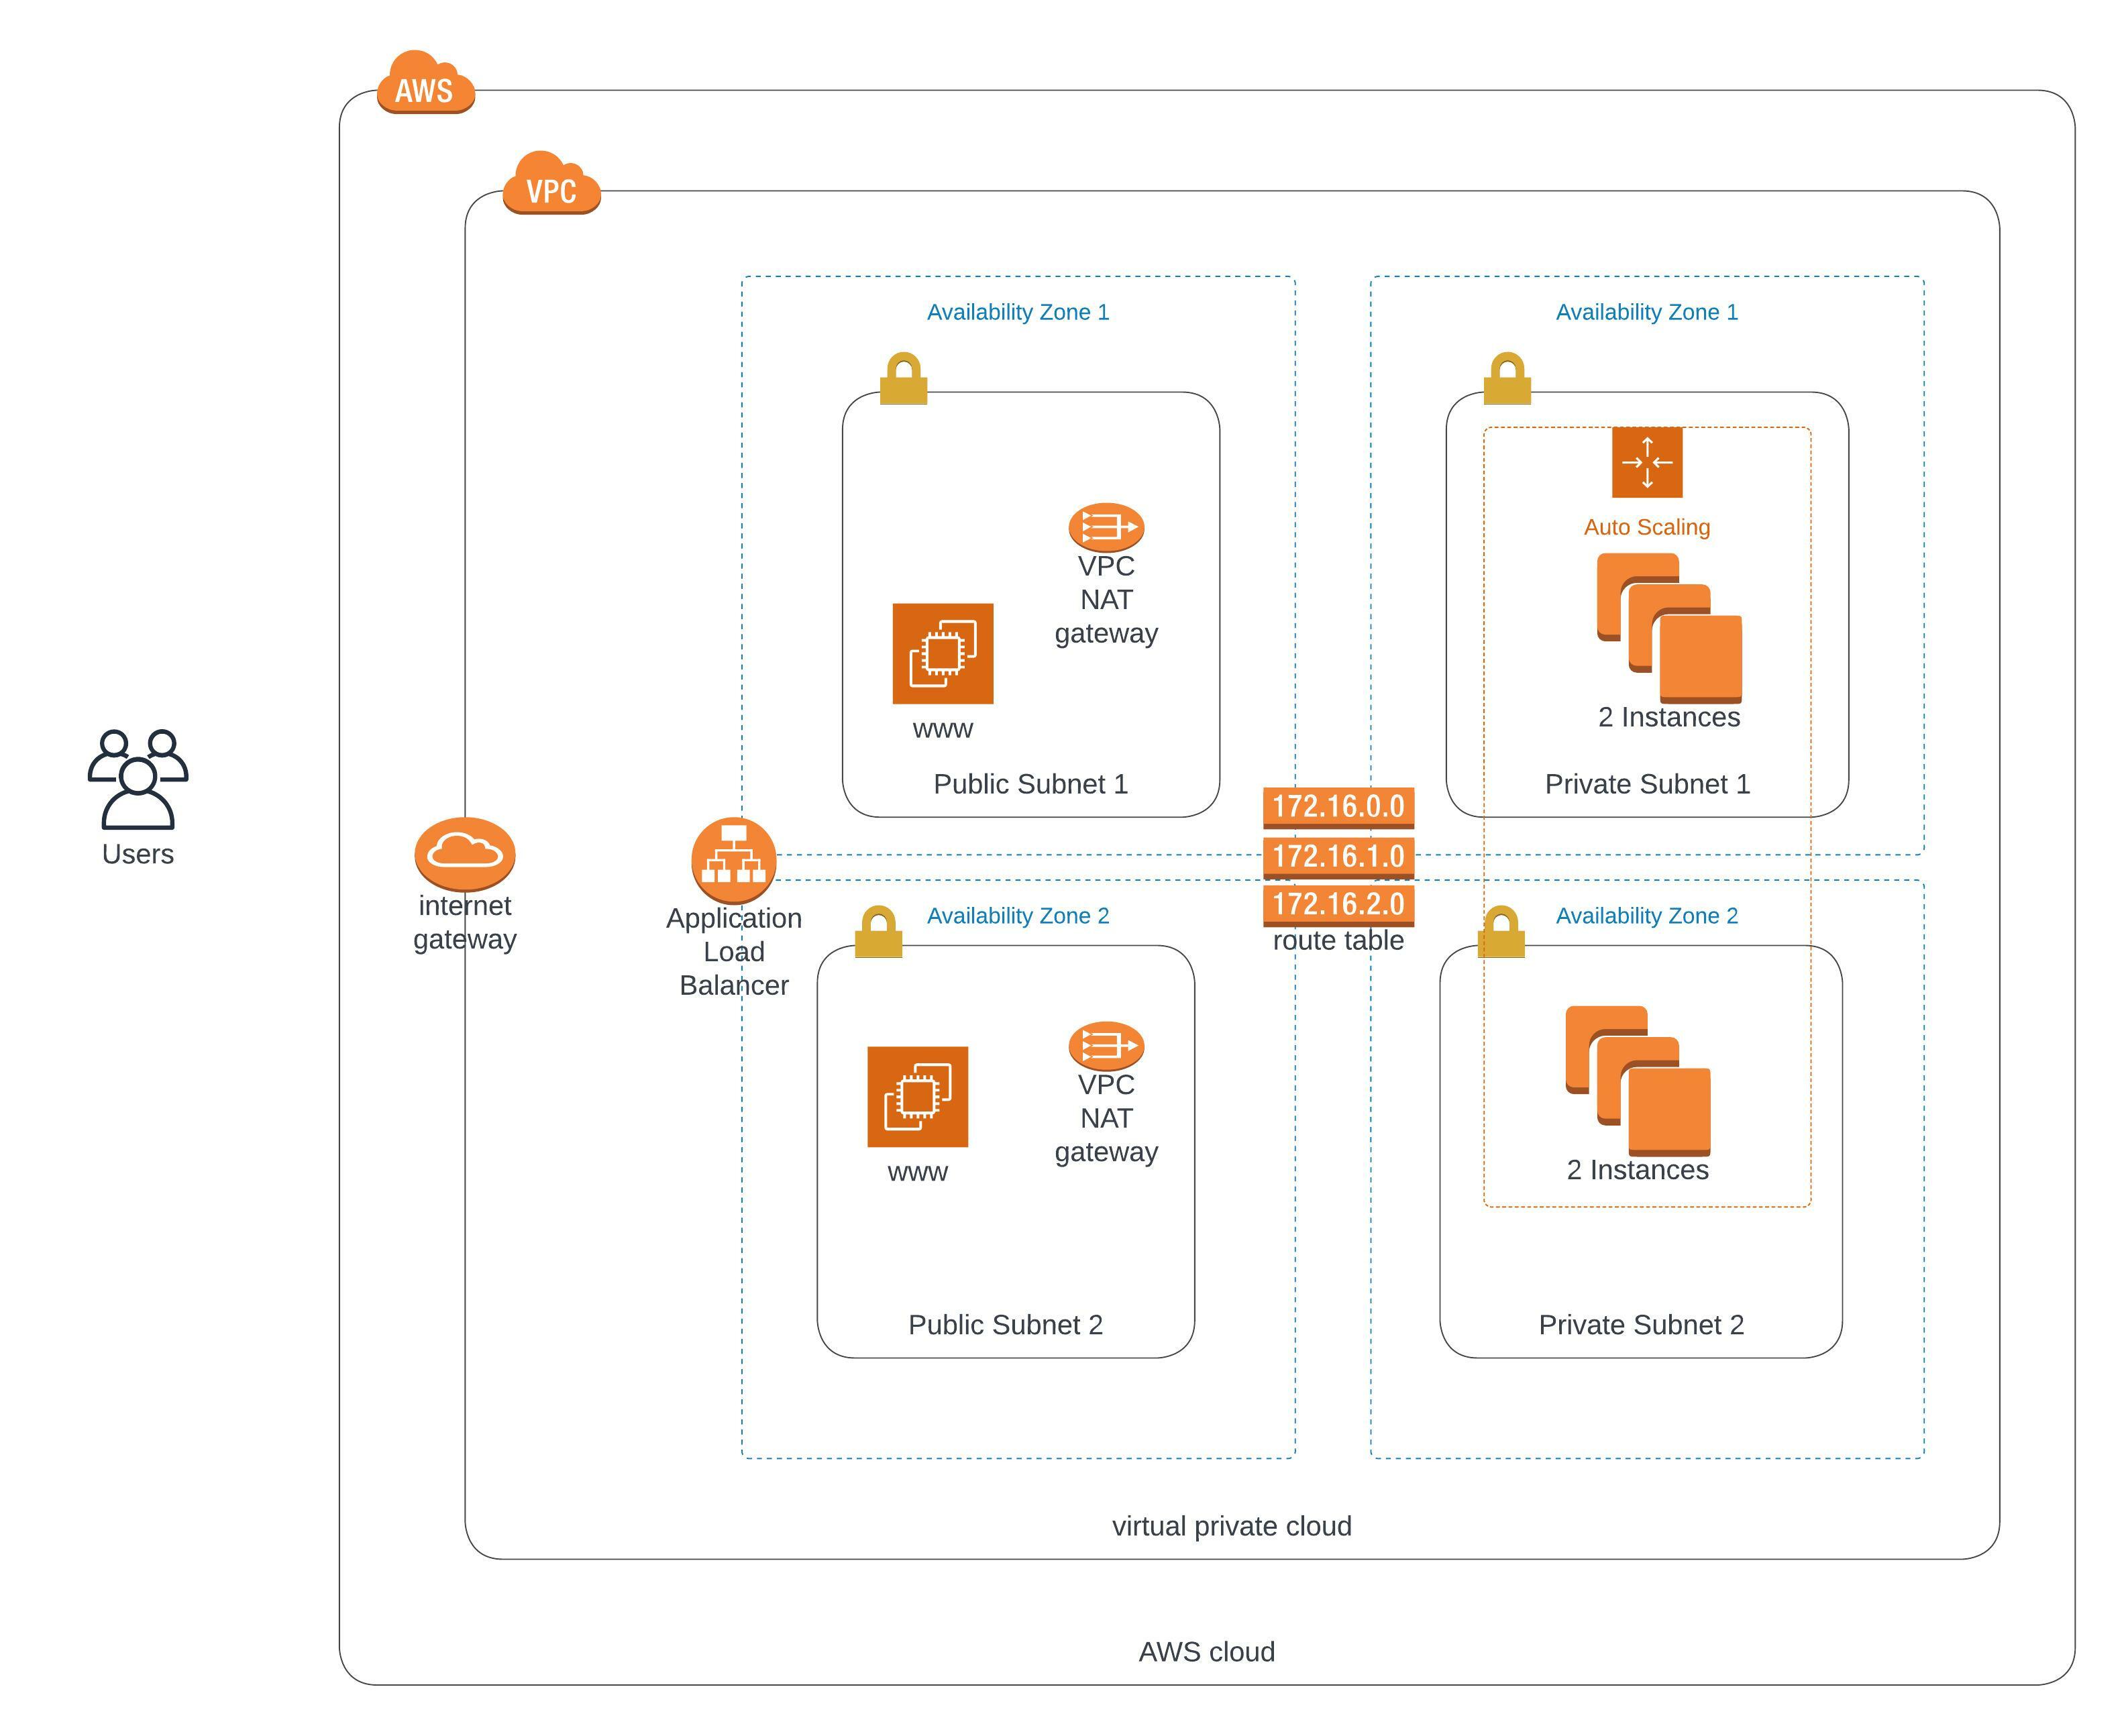 AWS
VPC
Availability Zone 1
Availability Zone 1
Auto Scaling
VPC
NAT
gateway
www
2 Instances
Public Subnet 1
Private Subnet 1
Users
172.16.0.0
172.16.1.0
172.16.2.0
route table
internet
gateway
Application
Load
Balancer
Availability Zone 2
Availability Zone 2
VPC
NAT
gateway
www
2 Instances
Public Subnet 2
Private Subnet 2
virtual private cloud
AWS cloud